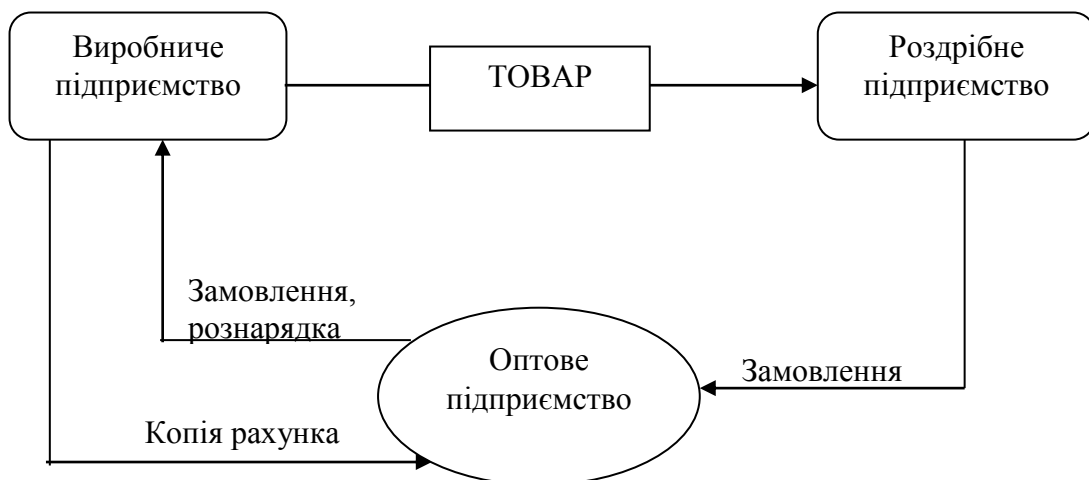 Виробниче
підприємство
ТОВАР
Роздрібне
підприємство
Замовлення,
рознарядка
Оптове
підприємство
Замовлення
Копія рахунка